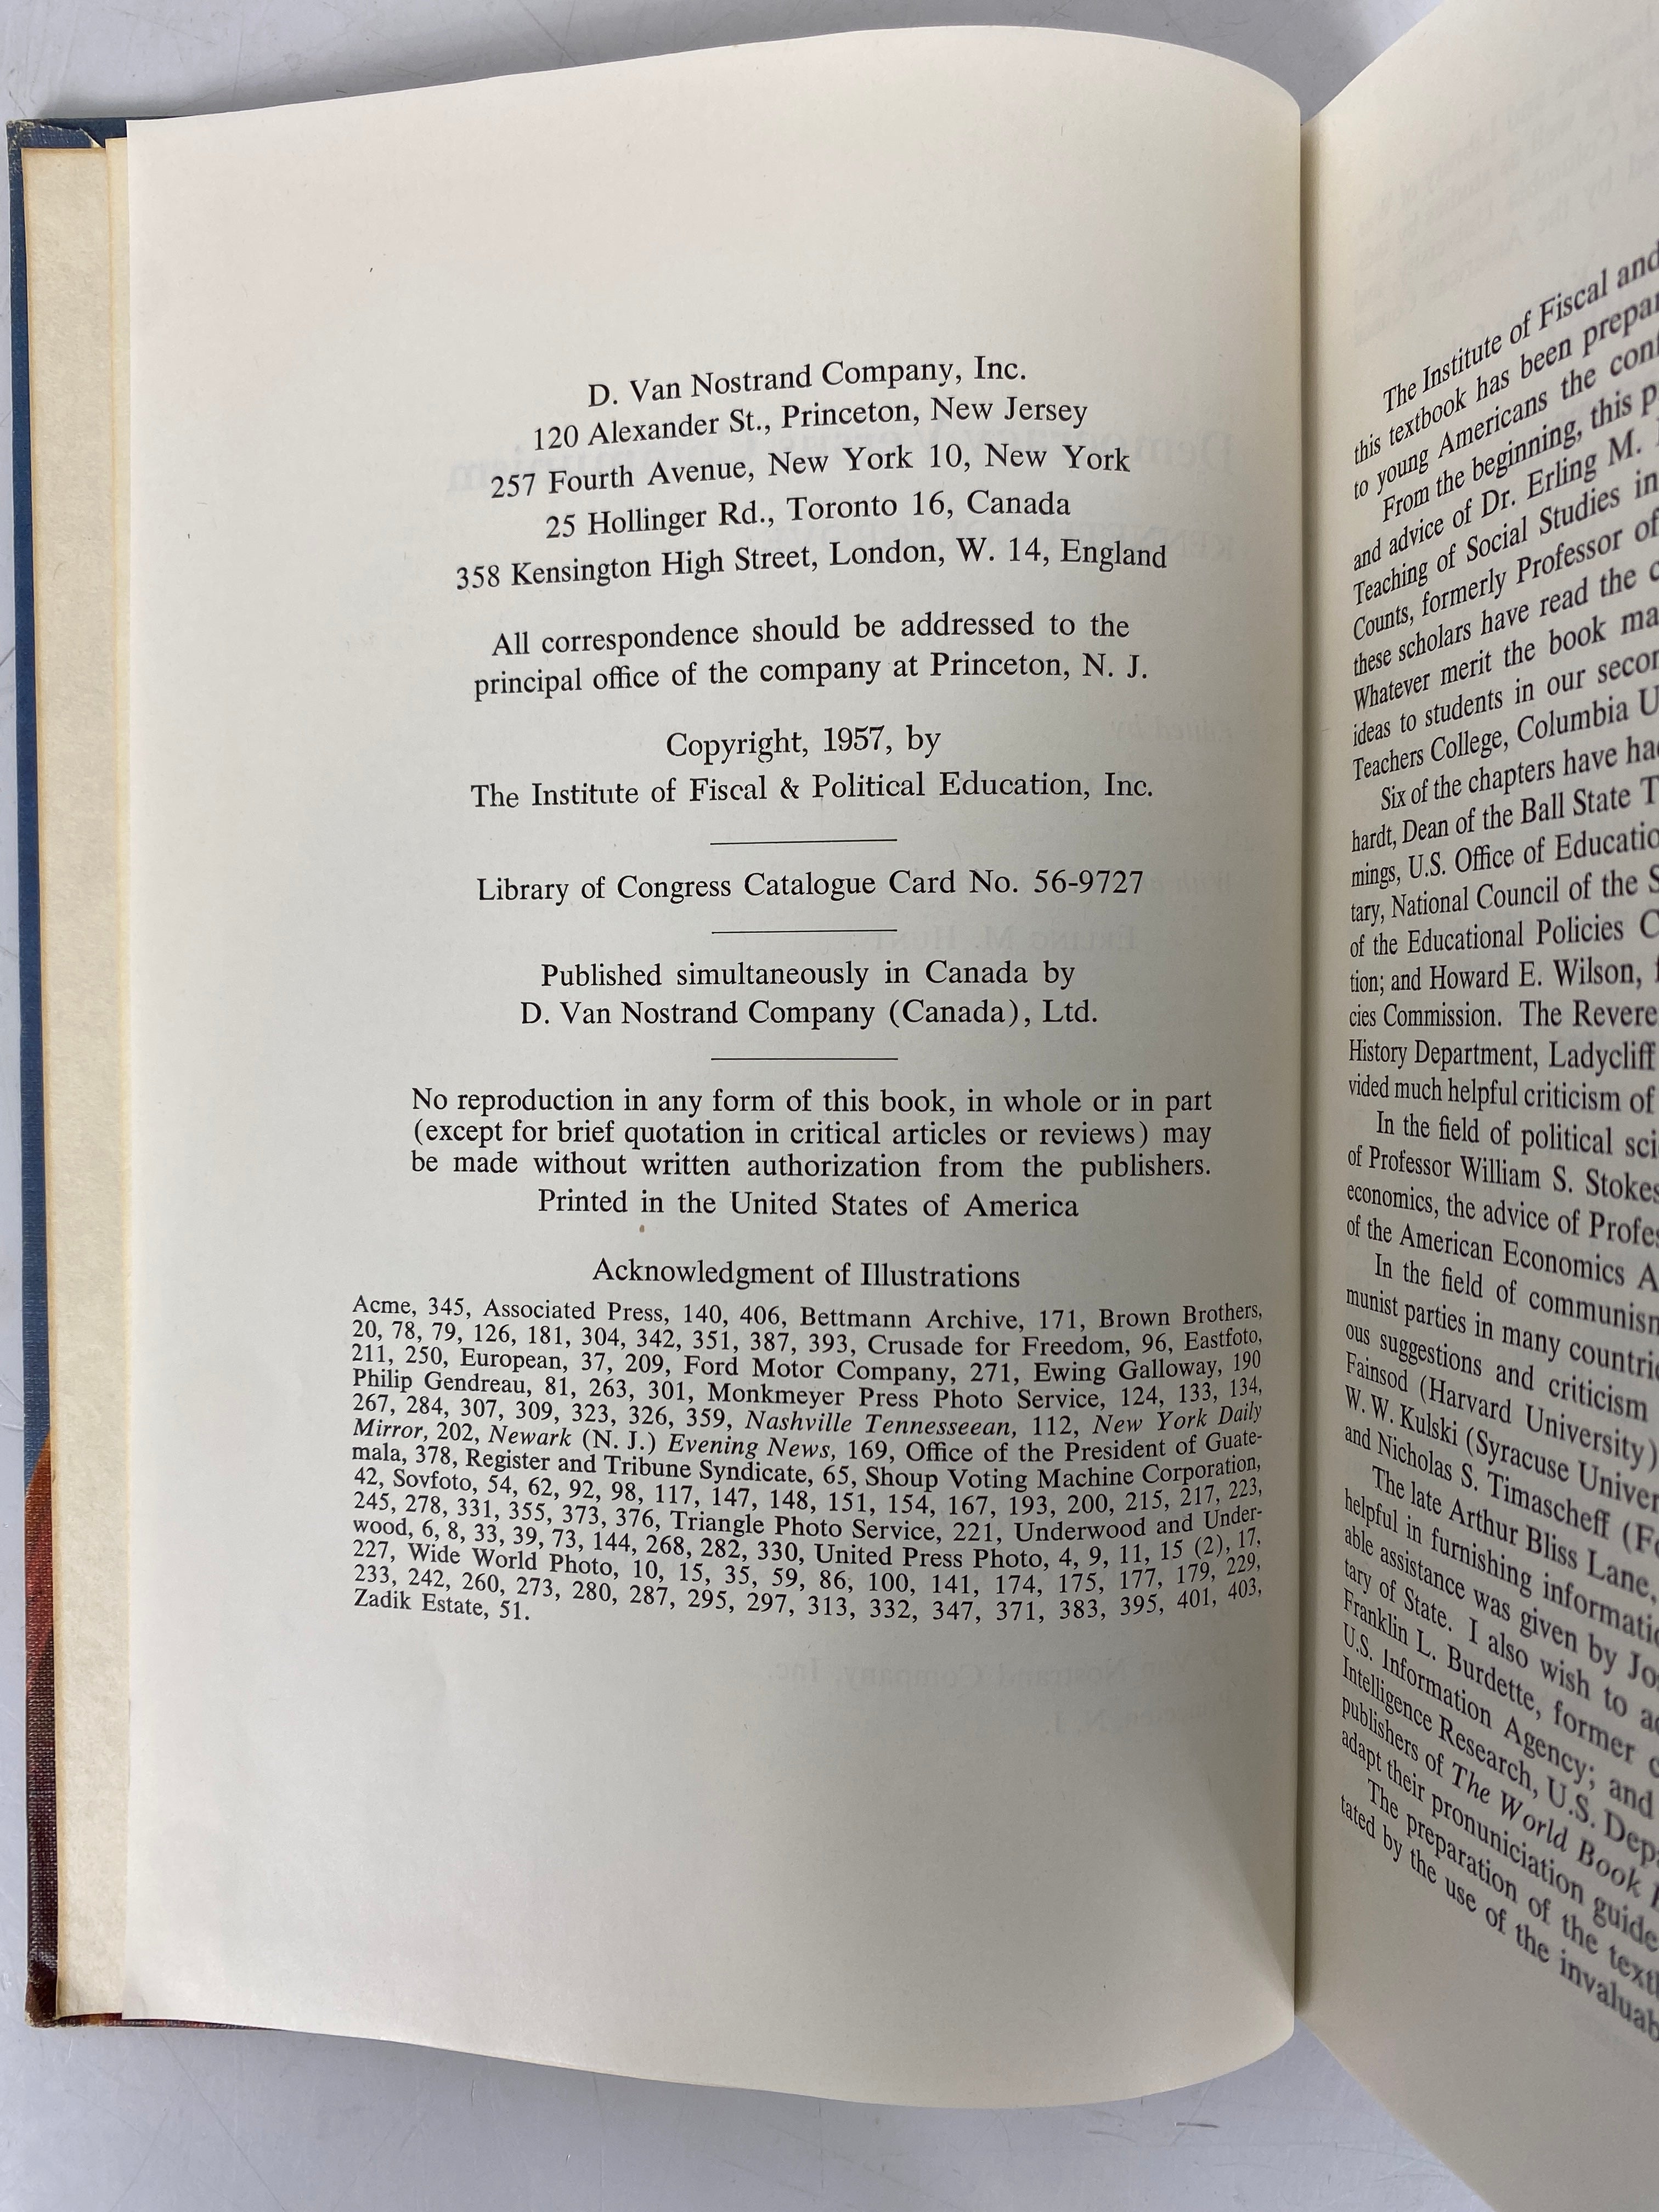 D. Van Nostrand Company, Inc.
120 Alexander St., Princeton, New Jersey
257 Fourth Avenue, New York 10, New York
25 Hollinger Rd., Toronto 16, Canada
358 Kensington High Street, London, W. 14, England
All correspondence should be addressed to the
principal office of the company at Princeton, N. J.
Copyright, 1957, by
The Institute of Fiscal & Political Education, Inc.
Library of Congress Catalogue Card No. 56-9727
Published simultaneously in Canada by
D. Van Nostrand Company (Canada), Ltd.
No reproduction in any form of this book, in whole or in part
(except for brief quotation in critical articles or reviews) may
be made without written authorization from the publishers.
Printed in the United States of America
Acknowledgment of Illustrations
Acme, 345, Associated Press, 140, 406, Bettmann Archive, 171, Brown Brothers,
20, 78, 79, 126, 181, 304, 342, 351, 387, 393, Crusade for Freedom, 96, Eastfoto,
211, 250, European, 37, 209, Ford Motor Company, 271, Ewing Galloway, 190
Philip Gendreau, 81, 263, 301, Monkmeyer Press Photo Service, 124, 133, 134,
267, 284, 307, 309, 323, 326, 359, Nashville Tennesseean, 112, New York Daily
Mirror, 202, Newark (N. J.) Evening News, 169, Office of the President of Guate-
mala, 378, Register and Tribune Syndicate, 65, Shoup Voting Machine Corporation,
42, Sovfoto, 54, 62, 92, 98, 117, 147, 148, 151, 154, 167, 193, 200, 215, 217, 223,
245, 278, 331, 355, 373, 376, Triangle Photo Service, 221, Underwood and Under-
wood, 6, 8, 33, 39, 73, 144, 268, 282, 330, United Press Photo, 4, 9, 11, 15 (2), 17,
227, Wide World Photo, 10, 15, 35, 59, 86, 100, 141, 174, 175, 177, 179, 229,
233, 242, 260, 273, 280, 287, 295, 297, 313, 332, 347, 371, 383, 395, 401, 403,
Zadik Estate, 51.
The Institute of Fiscal and
this textbook has been prepar
to young Americans the con
From the beginning, this p
and advice of Dr. Erling M.
Teaching of Social Studies in
Counts, formerly Professor of
these scholars have read the c
Whatever merit the book ma
ideas to students in our secon
Teachers College, Columbia U
Six of the chapters have ha
hardt, Dean of the Ball State T
mings, U.S. Office of Educatio
tary, National Council of the S
of the Educational Policies C
tion; and Howard E. Wilson,
cies Commission. The Revere
History Department, Ladycliff
vided much helpful criticism of
In the field of political sci
of Professor William S. Stokes
economics, the advice of Profes
of the American Economics A
In the field of communism
munist parties in many countri
ous suggestions and criticism
Fainsod (Harvard University)
W. W. Kulski (Syracuse Univer
and Nicholas S. Timascheff (Fo
The late Arthur Bliss Lane,
helpful in furnishing informatio
able assistance was given by Jo
tary of State. I also wish to a
Franklin L. Burdette, former c
U.S. Information Agency; and
Intelligence Research, U.S. Dep
publishers of The World Book
adapt their pronuniciation guide
The preparation of the text
tated by the use of the invaluab